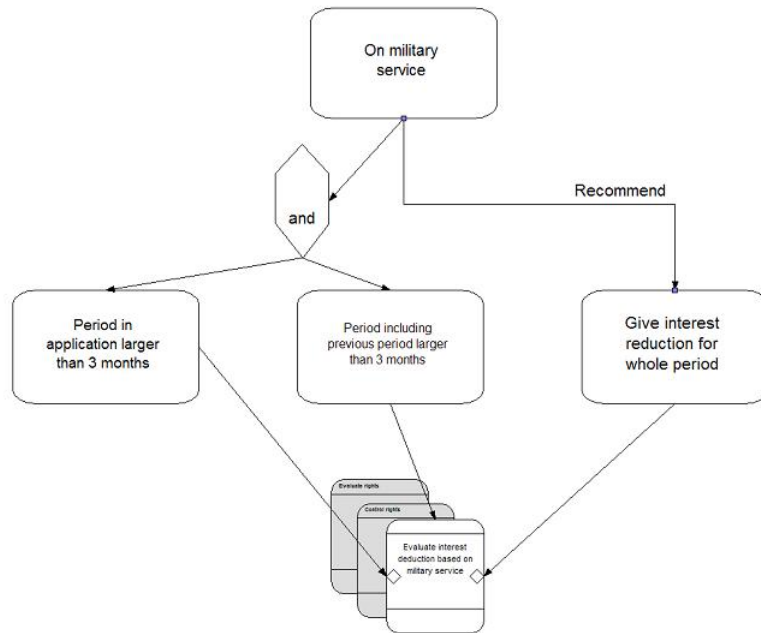 On military
service
and
Recommend
Period in
application larger
than 3 months
Period including
previous period larger
than 3 months
Give interest
reduction for
whole period
Evaluate rights
Control rights
Evaluate interest
deduction based on
military service